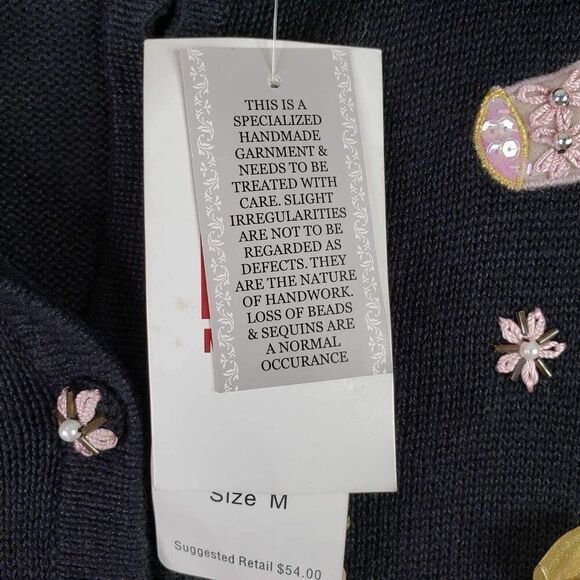 THIS IS A
SPECIALIZED
HANDMADE
GARNMENT &
NEEDS TO BE
TREATED WITH
CARE. SLIGHT
IRREGULARITIES
ARE NOT TO BE
REGARDED AS
DEFECTS. THEY
ARE THE NATURE
OF HANDWORK.
LOSS OF BEADS
& SEQUINS ARE
A NORMAL
OCCURANCE
Size M
Suggested Retail $54.00